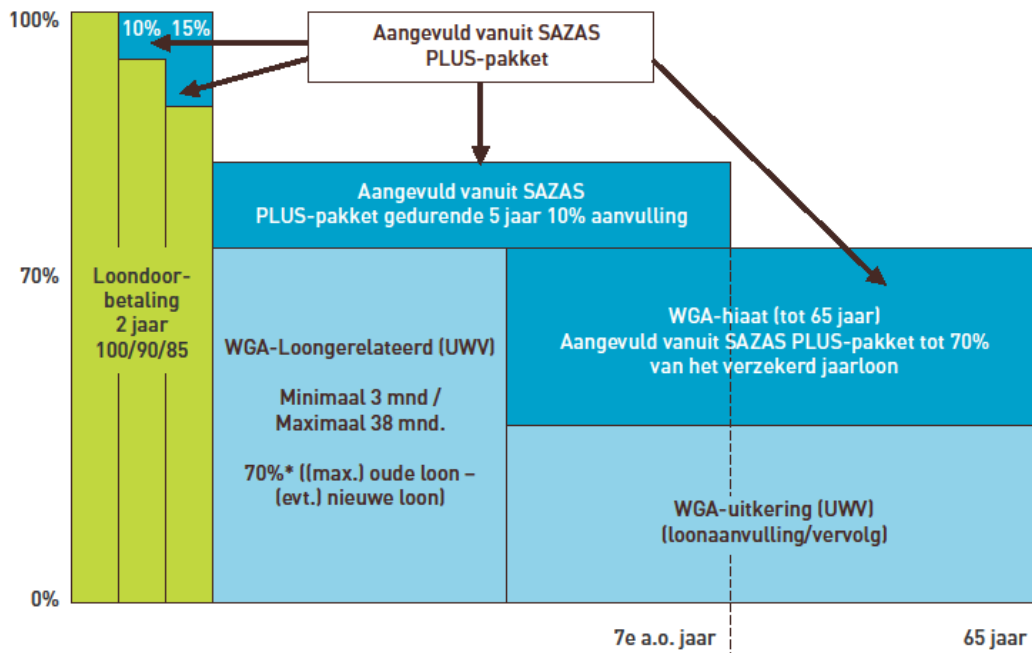 100%
10%
15%
Aangevuld vanuit SAZAS
PLUS-pakket
Aangevuld vanuit SAZAS
PLUS-pakket gedurende 5 jaar 10% aanvulling
70%
Loondoor-
betaling
2 jaar
100/90/85
WGA-Loongerelateerd (UWV)
Minimaal 3 mnd /
Maximaal 38 mnd.
70%* ((max.) oude loon –
(evt.) nieuwe loon)
WGA-hiaat (tot 65 jaar)
Aangevuld vanuit SAZAS PLUS-pakket tot 70%
van het verzekerd jaarloon
WGA-uitkering (UWV)
(loonaanvulling/vervolg)
0%
7e a.o. jaar
65 jaar